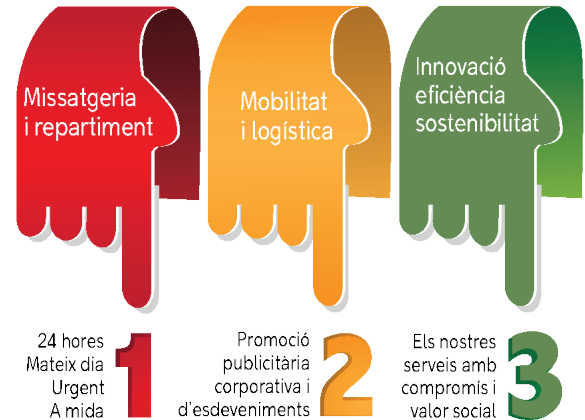 Missatgeria
i repartiment
Mobilitat
i logística
Innovació
eficiència
sostenibilitat
24 hores
Mateix dia
Urgent
A mida
1
Promoció
publicitària
corporativa i
d'esdeveniments
2
Els nostres
serveis amb
compromís i
valor social
3